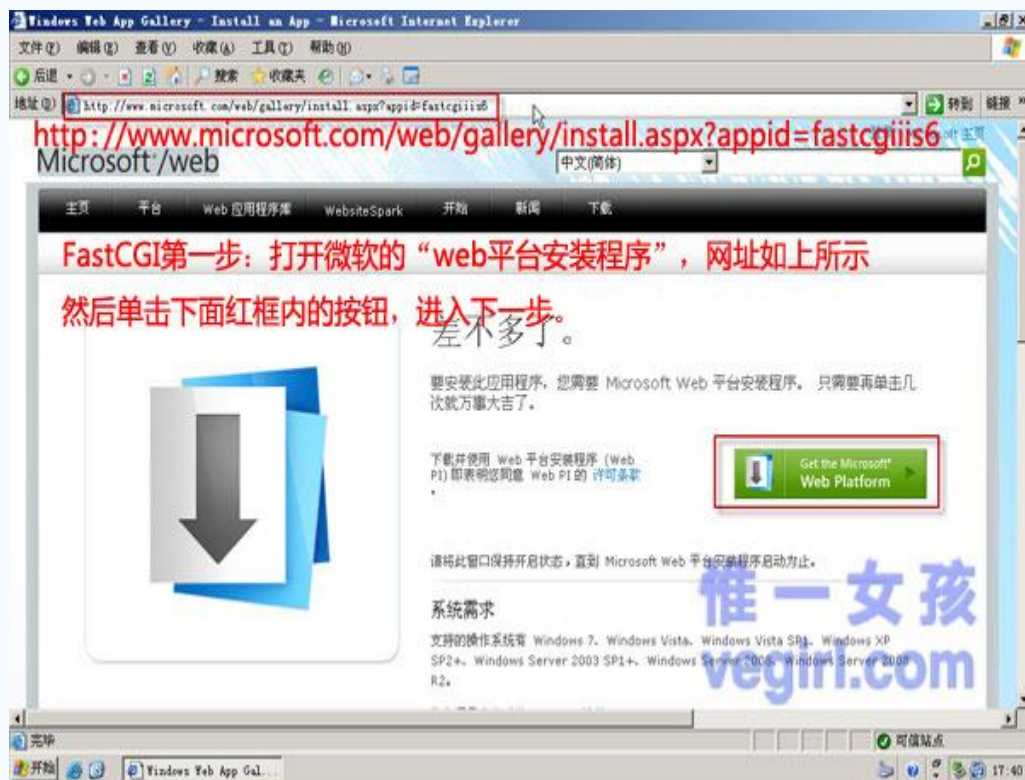 Windows Web App Gallery - Install an App - Microsoft Internet Explorer
文件(F) 编辑(E) 查看(V) 收藏(A) 工具(T) 帮助(H)
后退 搜索 收藏夹
地址(D) http://www.microsoft.com/web/gallery/install.aspx?appid=fastcgiiis6 转到 链接 »
http://www.microsoft.com/web/gallery/install.aspx?appid=fastcgiiis6
主页
Microsoft®/web 中文(简体)
主页 平台 Web 应用程序库 WebsiteSpark 开始 新闻 下载
FastCGI第一步：打开微软的“web平台安装程序”，网址如上所示
然后单击下面红框内的按钮，进入下一步。
差不多了。
要安装此应用程序，您需要 Microsoft Web 平台安装程序。 只需要再单击几
次就万事大吉了。
下载并使用 Web 平台安装程序 (Web
PI) 即表明您同意 Web PI 的 许可条款
。
Get the Microsoft®
Web Platform
请将此窗口保持开启状态，直到 Microsoft Web 平台安装程序启动为止。
系统需求
支持的操作系统有 Windows 7、Windows Vista、Windows Vista SP1、Windows XP
SP2+、Windows Server 2003 SP1+、Windows Server 2008、Windows Server 2008
R2。
惟一女孩
vegirl.com
完毕 可信站点
开始 Windows Web App Gal... 17:40